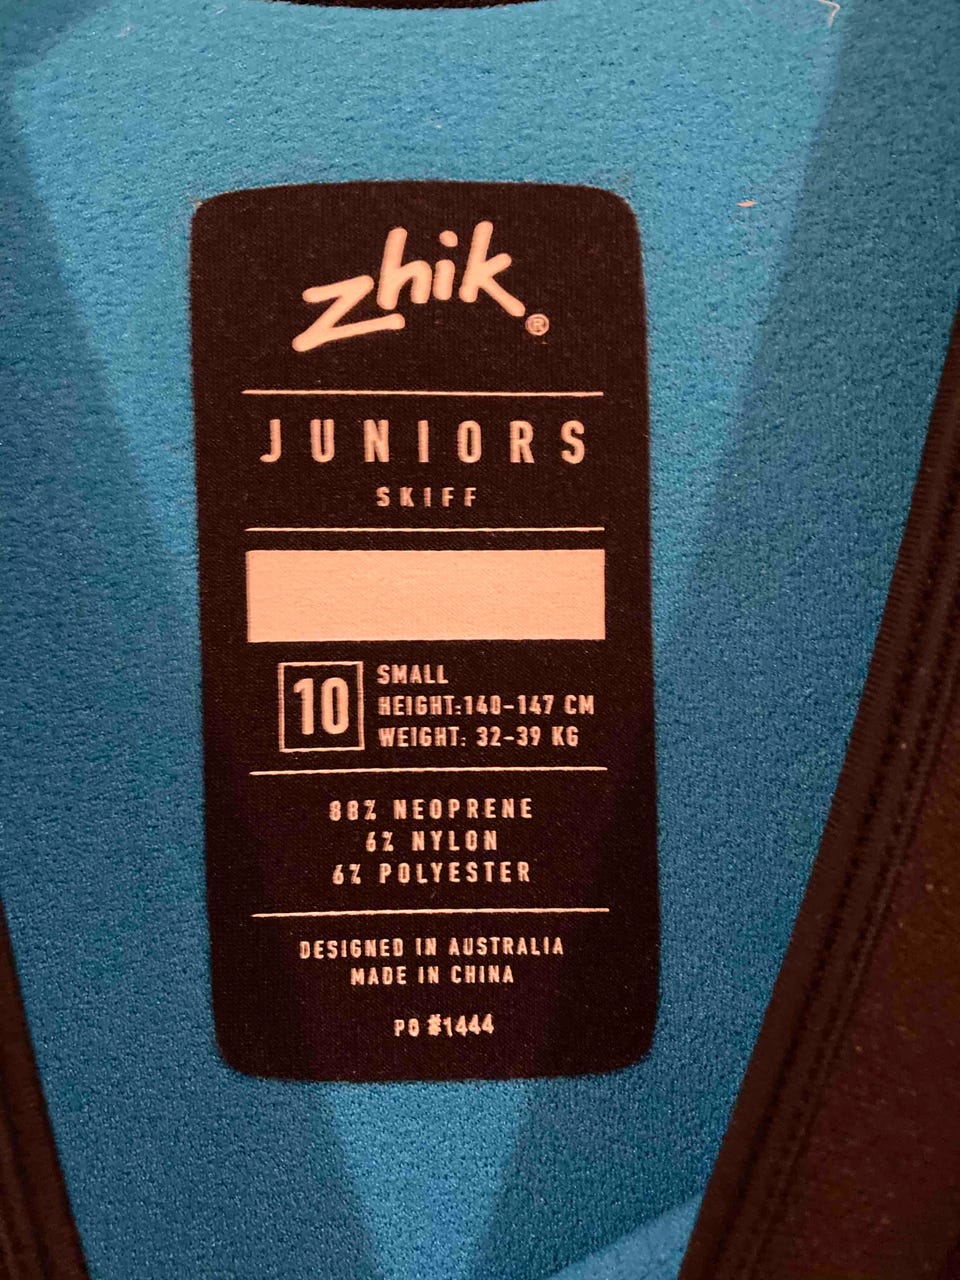 zhik®
JUNIORS
SKIFF
10
SMALL
HEIGHT:140-147 CM
WEIGHT: 32-39 KG
88% NEOPRENE
6% NYLON
6% POLYESTER
DESIGNED IN AUSTRALIA
MADE IN CHINA
PO #1444